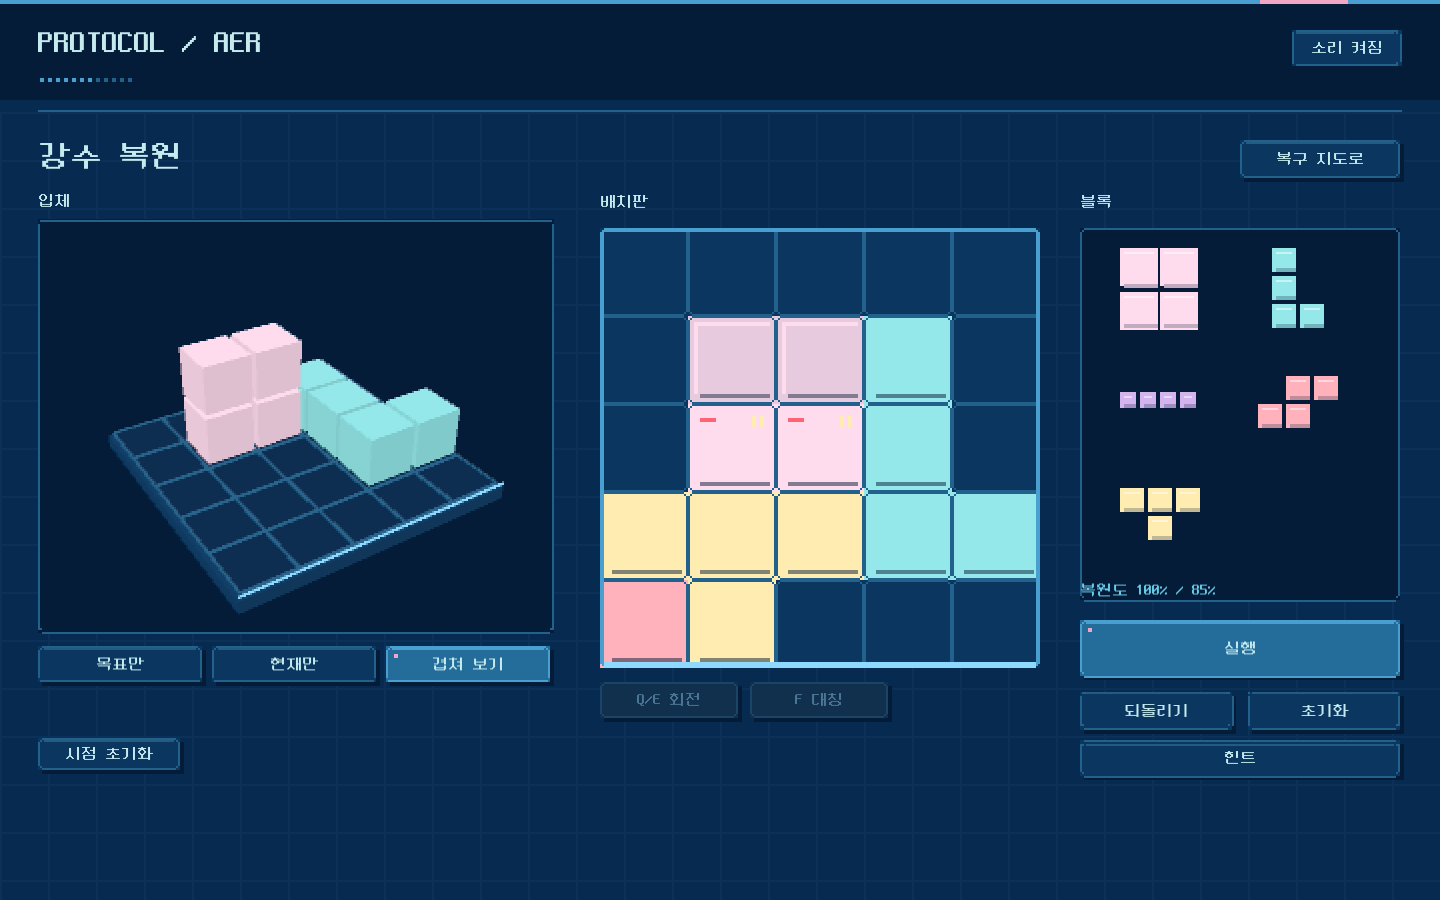 PROTOCOL / AER
소리 켜짐
강수 복원
복구 지도로
입체
배치판
블록
복원도 100% / 85%
목표만
현재만
겹쳐 보기
실행
Q/E 회전
F 대칭
되돌리기
초기화
시점 초기화
힌트